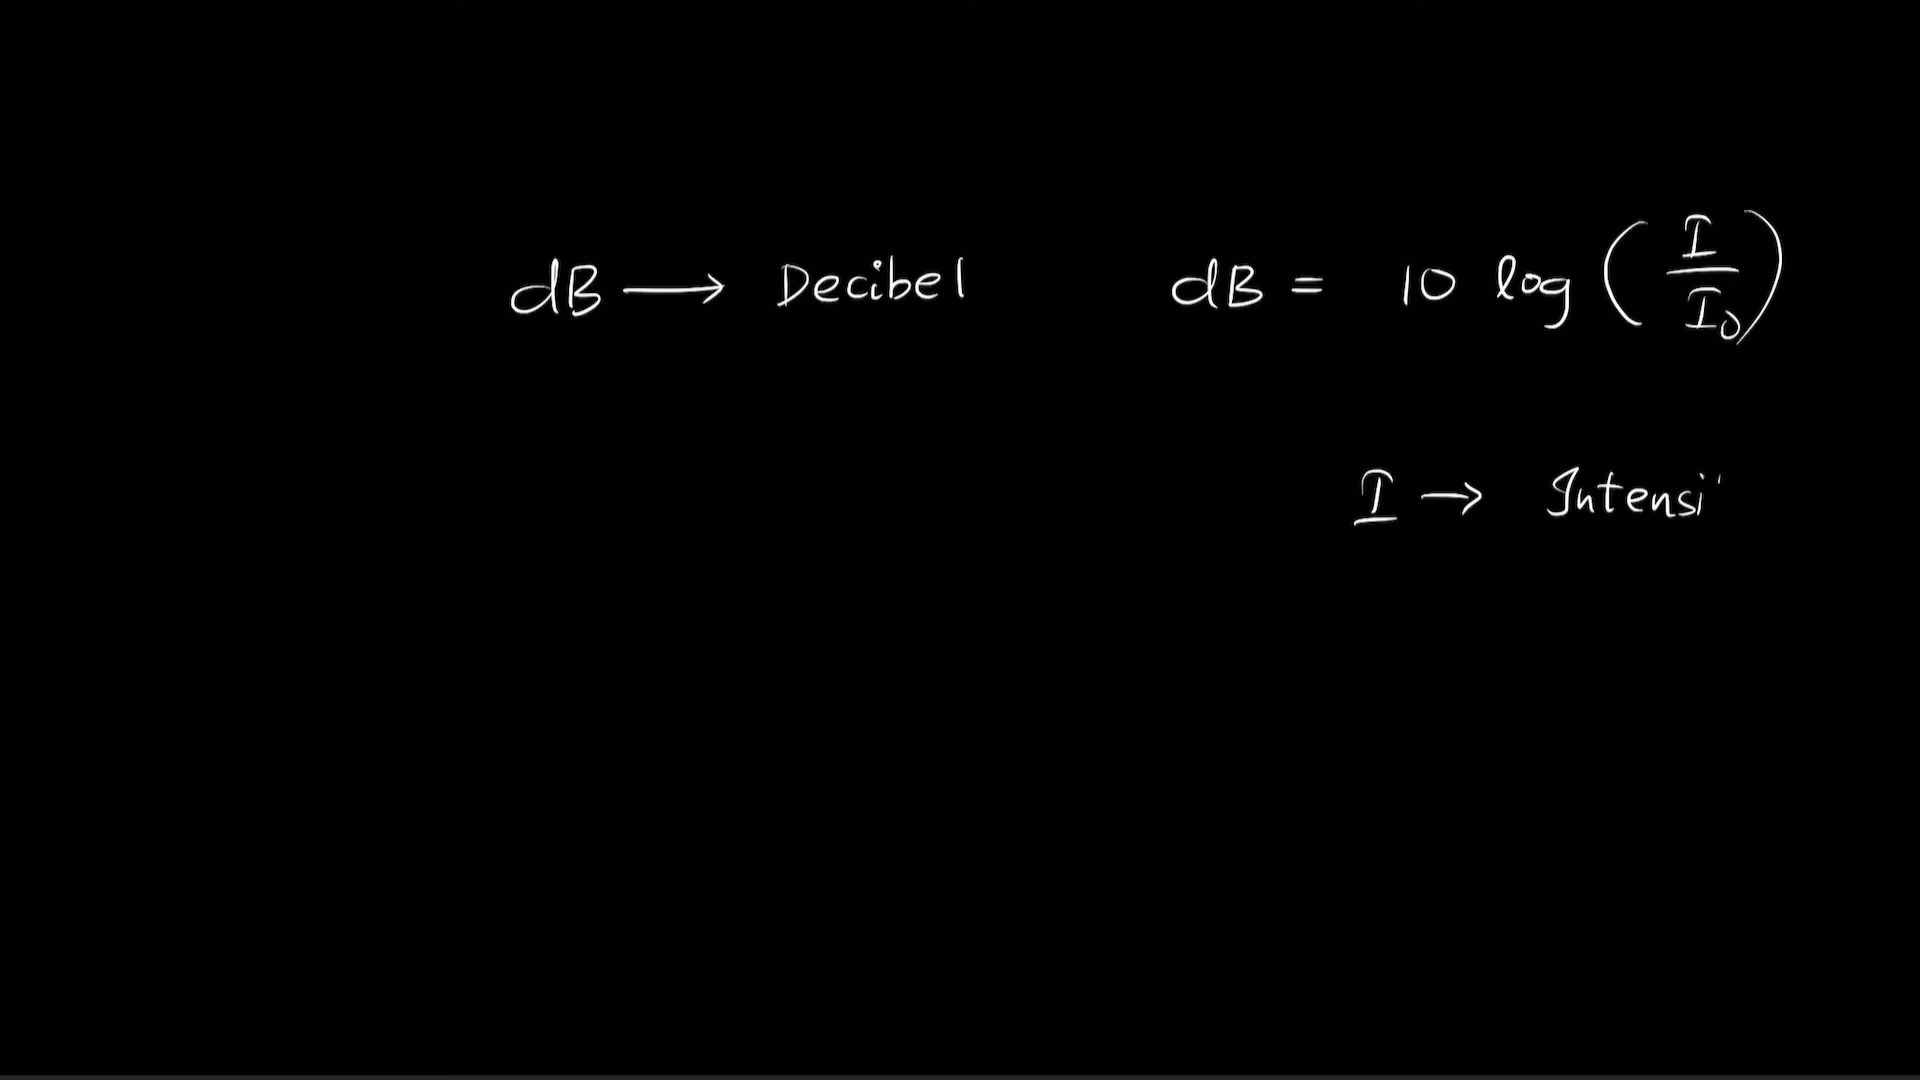 dB → Decibel dB = 10 log (I/I₀)
I → Intensi